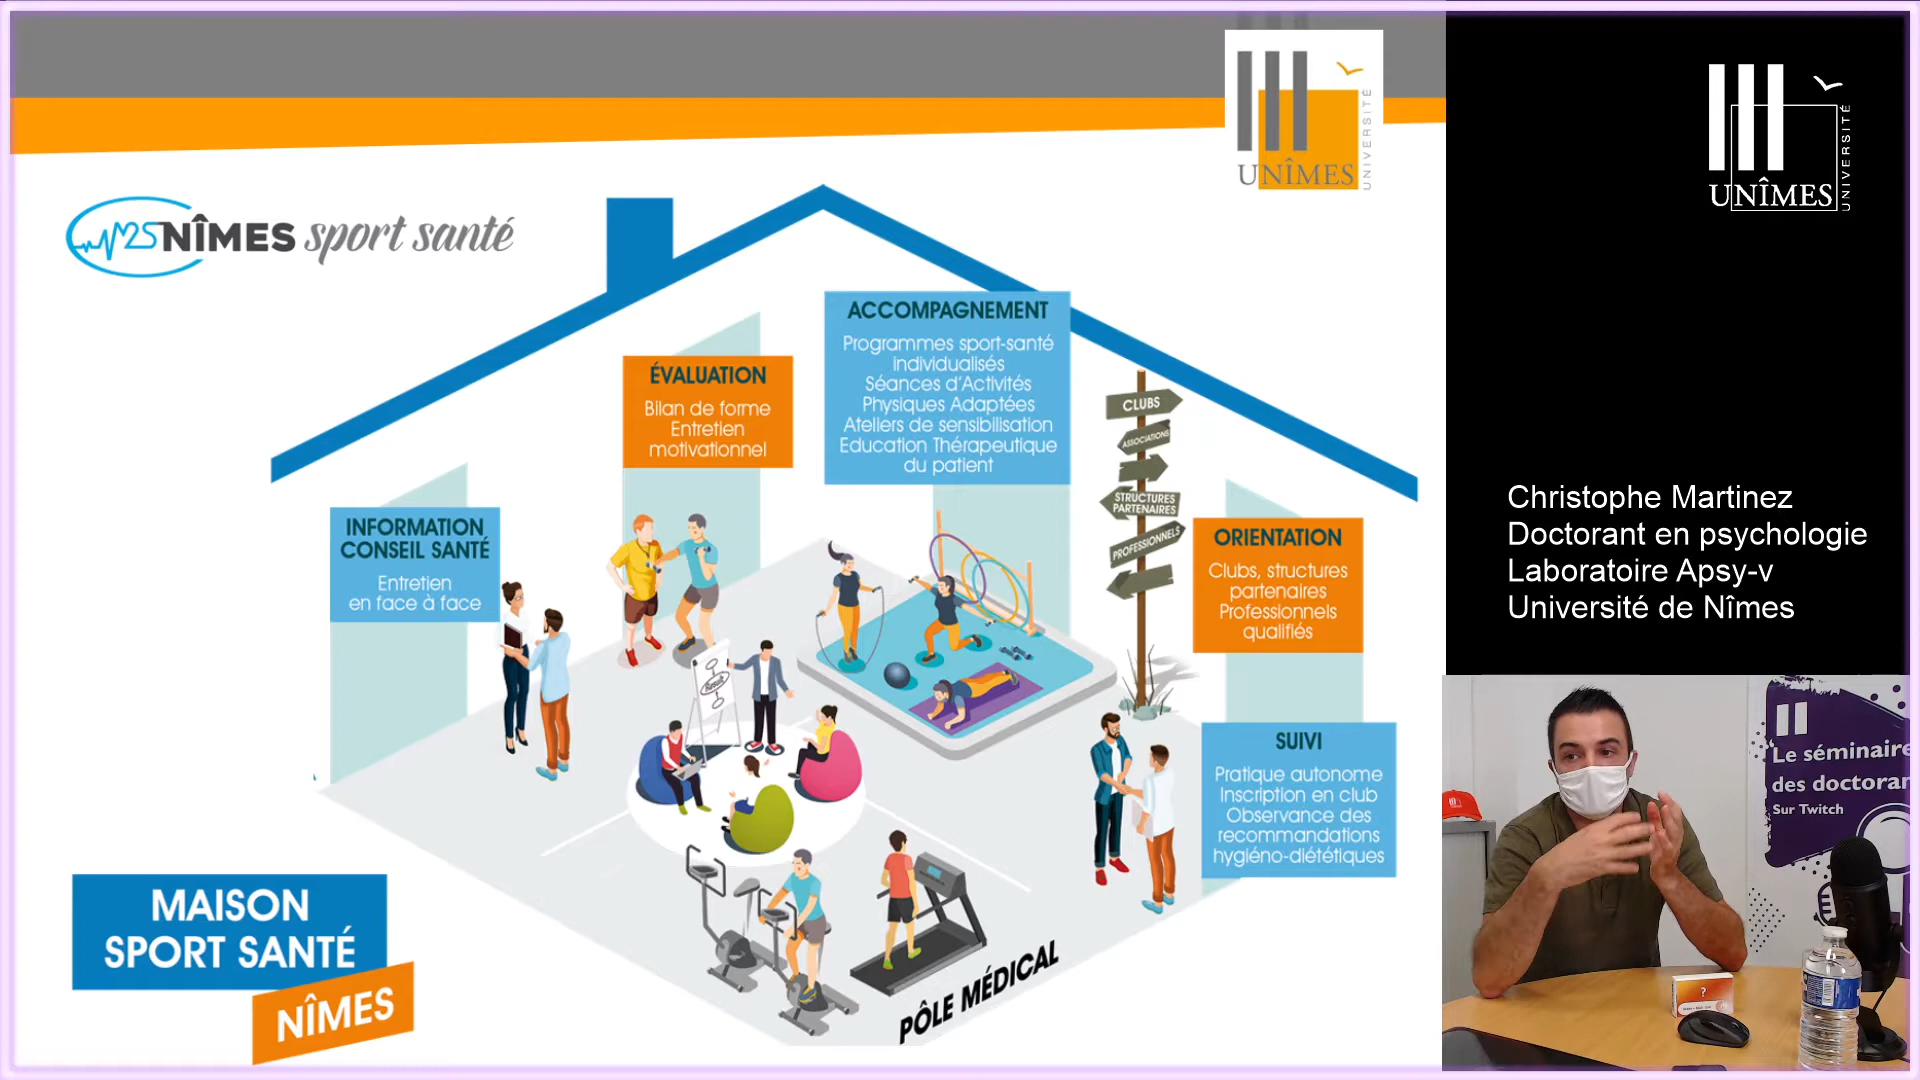 UNÎMES
UNIVERSITÉ
NÎMES sport santé
ACCOMPAGNEMENT
Programmes sport-santé
individualisés
Séances d'Activités
Physiques Adaptées
Ateliers de sensibilisation
Education Thérapeutique
du patient
ÉVALUATION
Bilan de forme
Entretien
motivationnel
INFORMATION
CONSEIL SANTÉ
Entretien
en face à face
CLUBS
ASSOCIATIONS
STRUCTURES
PARTENAIRES
PROFESSIONNELS
ORIENTATION
Clubs, structures
partenaires
Professionnels
qualifiés
SUIVI
Pratique autonome
Inscription en club
Observance des
recommandations
hygiéno-diététiques
Result
PÔLE MÉDICAL
MAISON
SPORT SANTÉ
NÎMES
UNÎMES
UNIVERSITÉ
Christophe Martinez
Doctorant en psychologie
Laboratoire Apsy-v
Université de Nîmes
Le séminaire
des doctoran
Sur Twitch
?